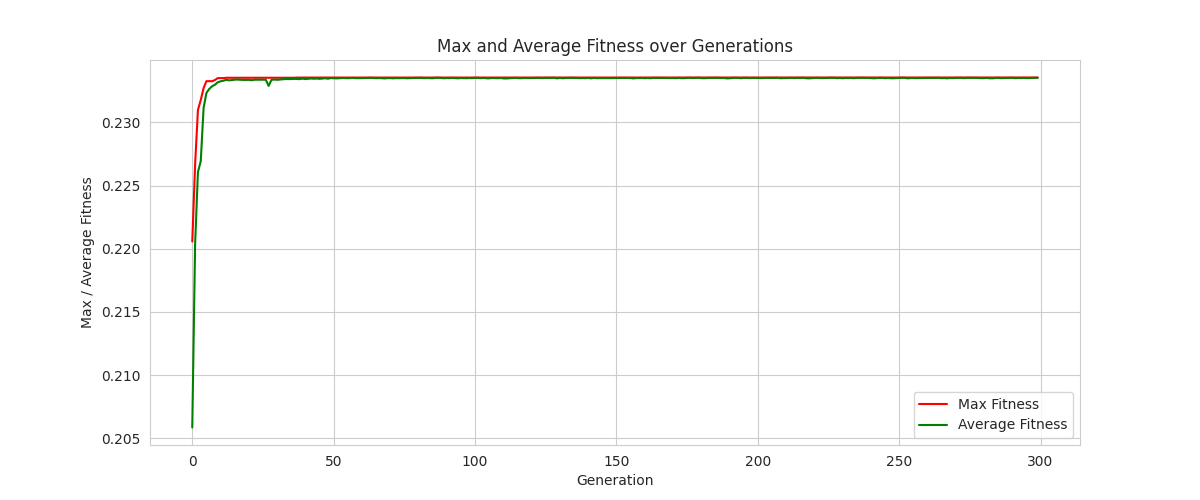 Max and Average Fitness over Generations
Max / Average Fitness
0.230
0.225
0.220
0.215
0.210
0.205
0
50
100
150
200
250
300
Generation
Max Fitness
Average Fitness